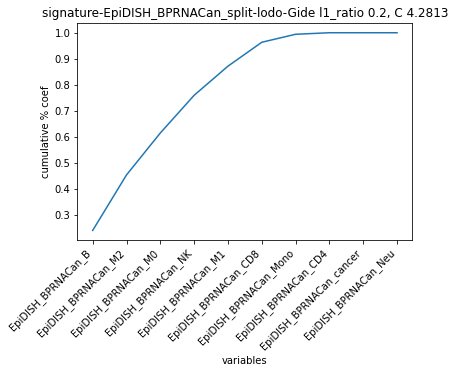 signature-EpiDISH_BPRNACan_split-lodo-Gide l1_ratio 0.2, C 4.2813
1.0
0.9
0.8
0.7
0.6
0.5
0.4
0.3
cumulative % coef
EpiDISH_BPRNACan_B
EpiDISH_BPRNACan_M2
EpiDISH_BPRNACan_M0
EpiDISH_BPRNACan_NK
EpiDISH_BPRNACan_M1
EpiDISH_BPRNACan_CD8
EpiDISH_BPRNACan_Mono
EpiDISH_BPRNACan_CD4
EpiDISH_BPRNACan_cancer
EpiDISH_BPRNACan_Neu
variables